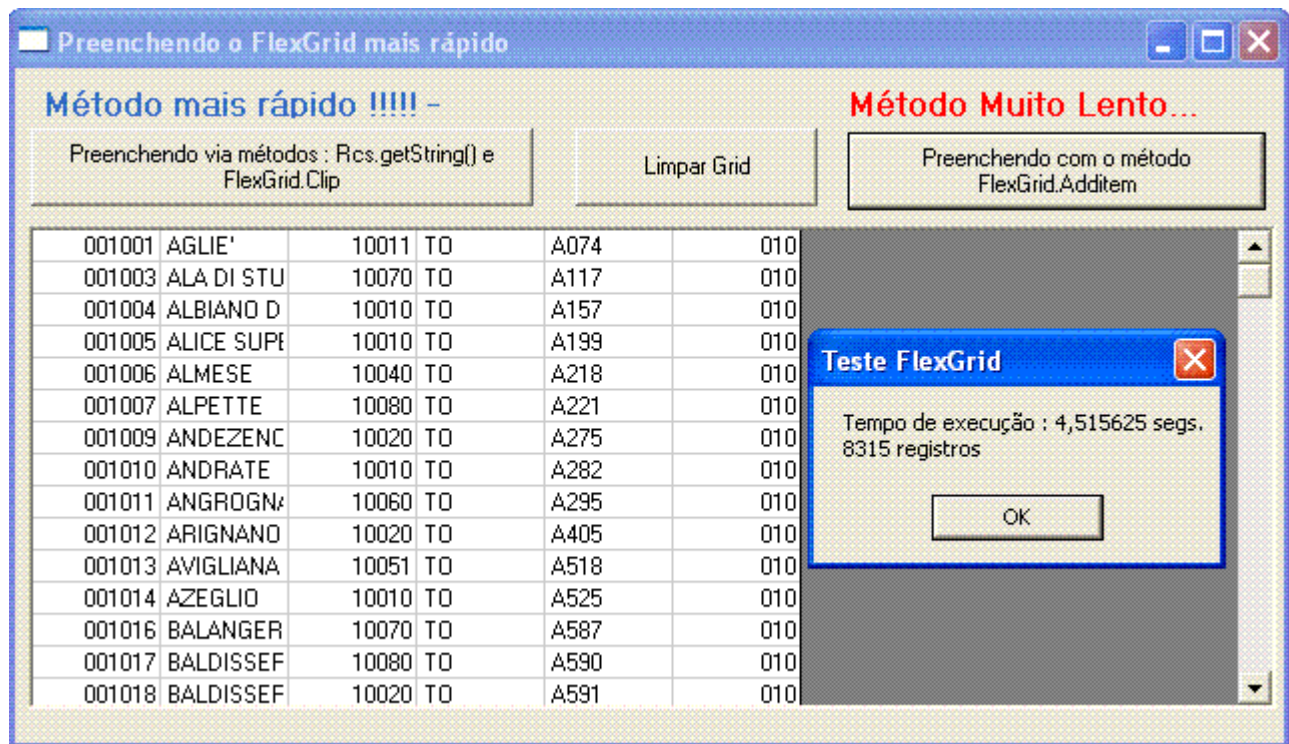 Preenchendo o FlexGrid mais rápido
Método mais rápido !!!!! -
Método Muito Lento...
Preenchendo via métodos : Rcs.getString() e
FlexGrid.Clip
Limpar Grid
Preenchendo com o método
FlexGrid.Additem
001001 AGLIE' 10011 TO A074 010
001003 ALA DI STU 10070 TO A117 010
001004 ALBIANO D 10010 TO A157 010
001005 ALICE SUPE 10010 TO A199 010
001006 ALMESE 10040 TO A218 010
001007 ALPETTE 10080 TO A221 010
001009 ANDEZENC 10020 TO A275 010
001010 ANDRATE 10010 TO A282 010
001011 ANGROGNA 10060 TO A295 010
001012 ARIGNANO 10020 TO A405 010
001013 AVIGLIANA 10051 TO A518 010
001014 AZEGLIO 10010 TO A525 010
001016 BALANGER 10070 TO A587 010
001017 BALDISSEF 10080 TO A590 010
001018 BALDISSEF 10020 TO A591 010
Teste FlexGrid
Tempo de execução : 4,515625 segs.
8315 registros
OK